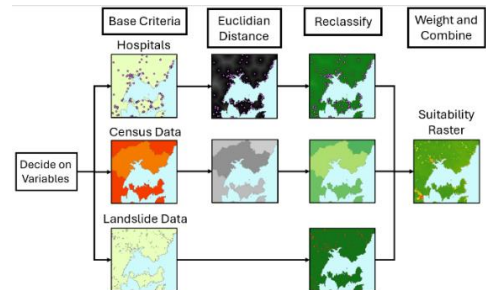 Base Criteria
Euclidian
Distance
Reclassify
Weight and
Combine
Hospitals
Census Data
Suitability
Raster
Decide on
Variables
Landslide Data